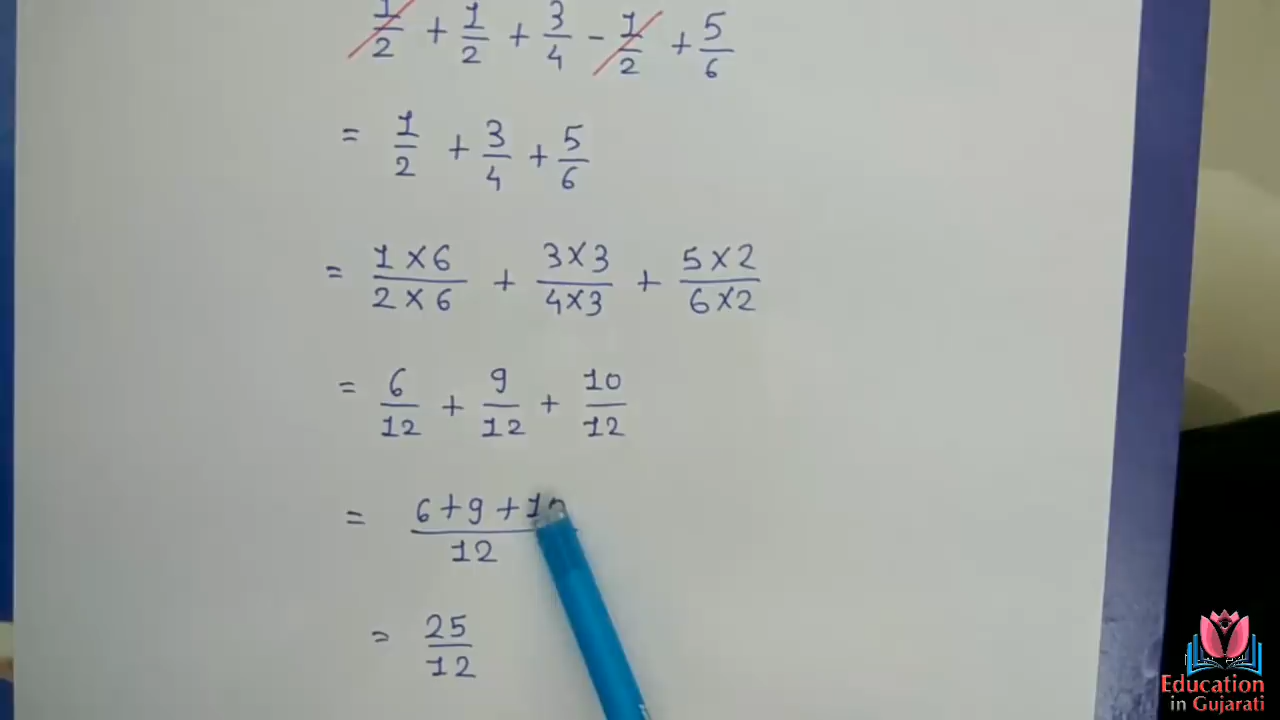 1/2 + 1/2 + 3/4 - 1/2 + 5/6
= 1/2 + 3/4 + 5/6
= 1×6/2×6 + 3×3/4×3 + 5×2/6×2
= 6/12 + 9/12 + 10/12
= 6+9+10/12
= 25/12
Education
in Gujarati